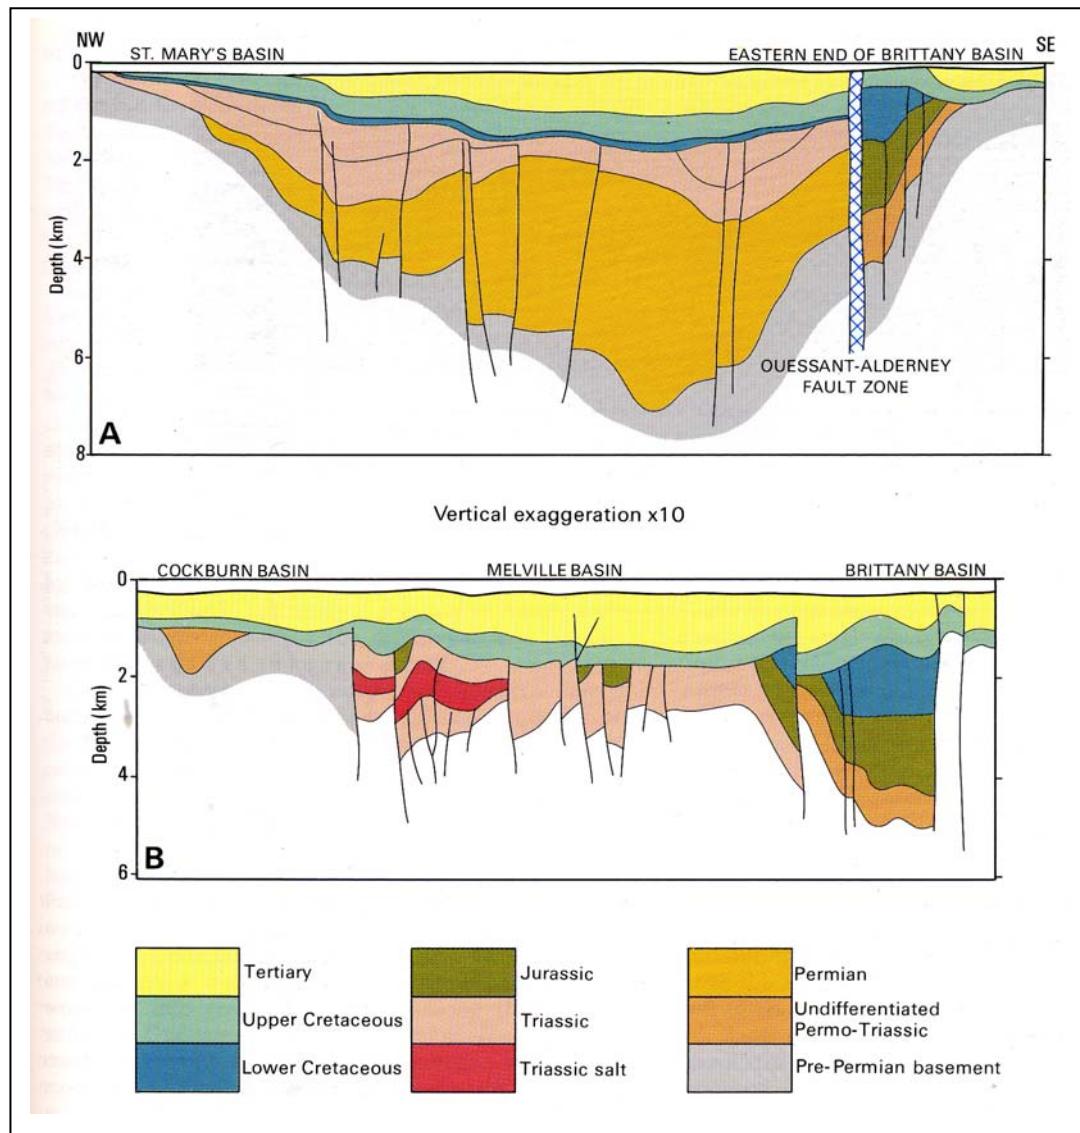 NW
SE
ST. MARY'S BASIN
EASTERN END OF BRITTANY BASIN
0
2
4
6
8
Depth (km)
OUESSANT-ALDERNEY
FAULT ZONE
A
Vertical exaggeration x10
COCKBURN BASIN
MELVILLE BASIN
BRITTANY BASIN
0
2
4
6
Depth (km)
B
Tertiary
Upper Cretaceous
Lower Cretaceous
Jurassic
Triassic
Triassic salt
Permian
Undifferentiated
Permo-Triassic
Pre-Permian basement